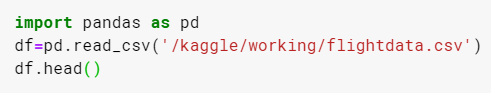 import pandas as pd
df=pd.read_csv('/kaggle/working/flightdata.csv')
df.head()